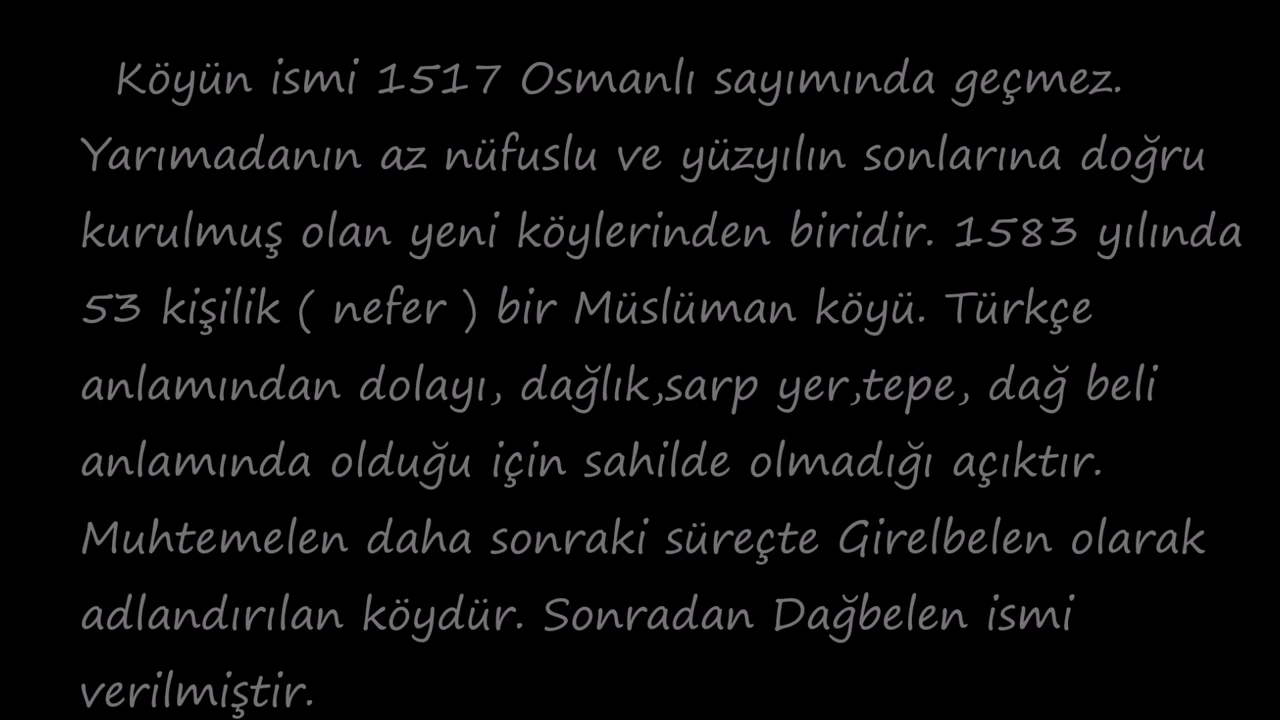 Köyün ismi 1517 Osmanlı sayımında geçmez.
Yarımadanın az nüfuslu ve yüzyılın sonlarına doğru
kurulmuş olan yeni köylerinden biridir. 1583 yılında
53 kişilik ( nefer ) bir Müslüman köyü. Türkçe
anlamından dolayı, dağlık,sarp yer,tepe, dağ beli
anlamında olduğu için sahilde olmadığı açıktır.
Muhtemelen daha sonraki süreçte Girelbelen olarak
adlandırılan köydür. Sonradan Dağbelen ismi
verilmiştir.